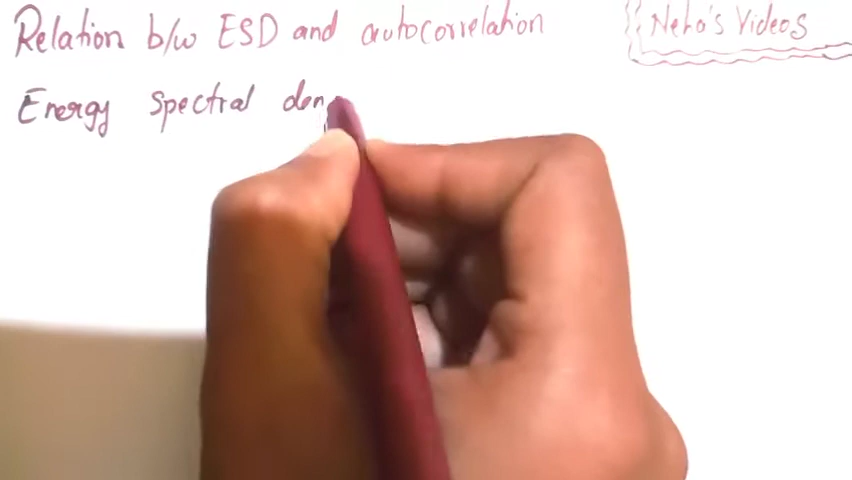 Relation b/w ESD and autocorrelation
Neha's Videos
Energy spectral den